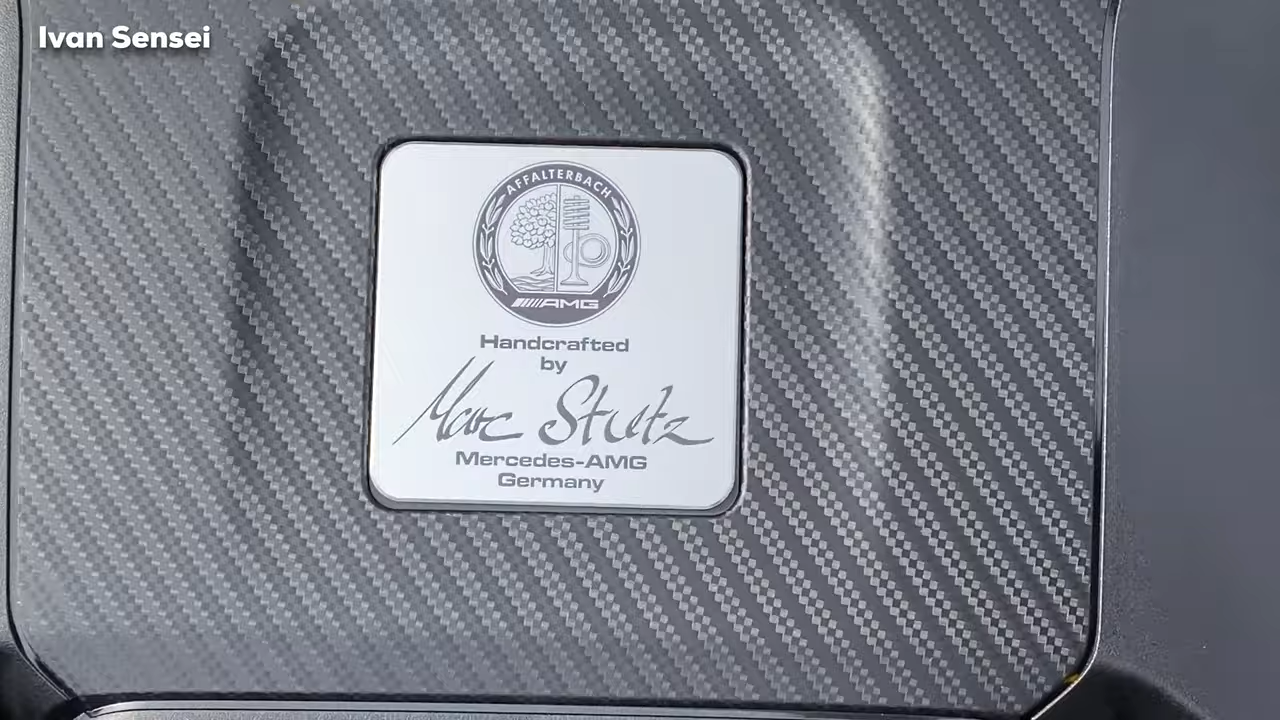 Ivan Sensei
AFFALTERBACH
AMG
Handcrafted
by
Marc Stutz
Mercedes-AMG
Germany